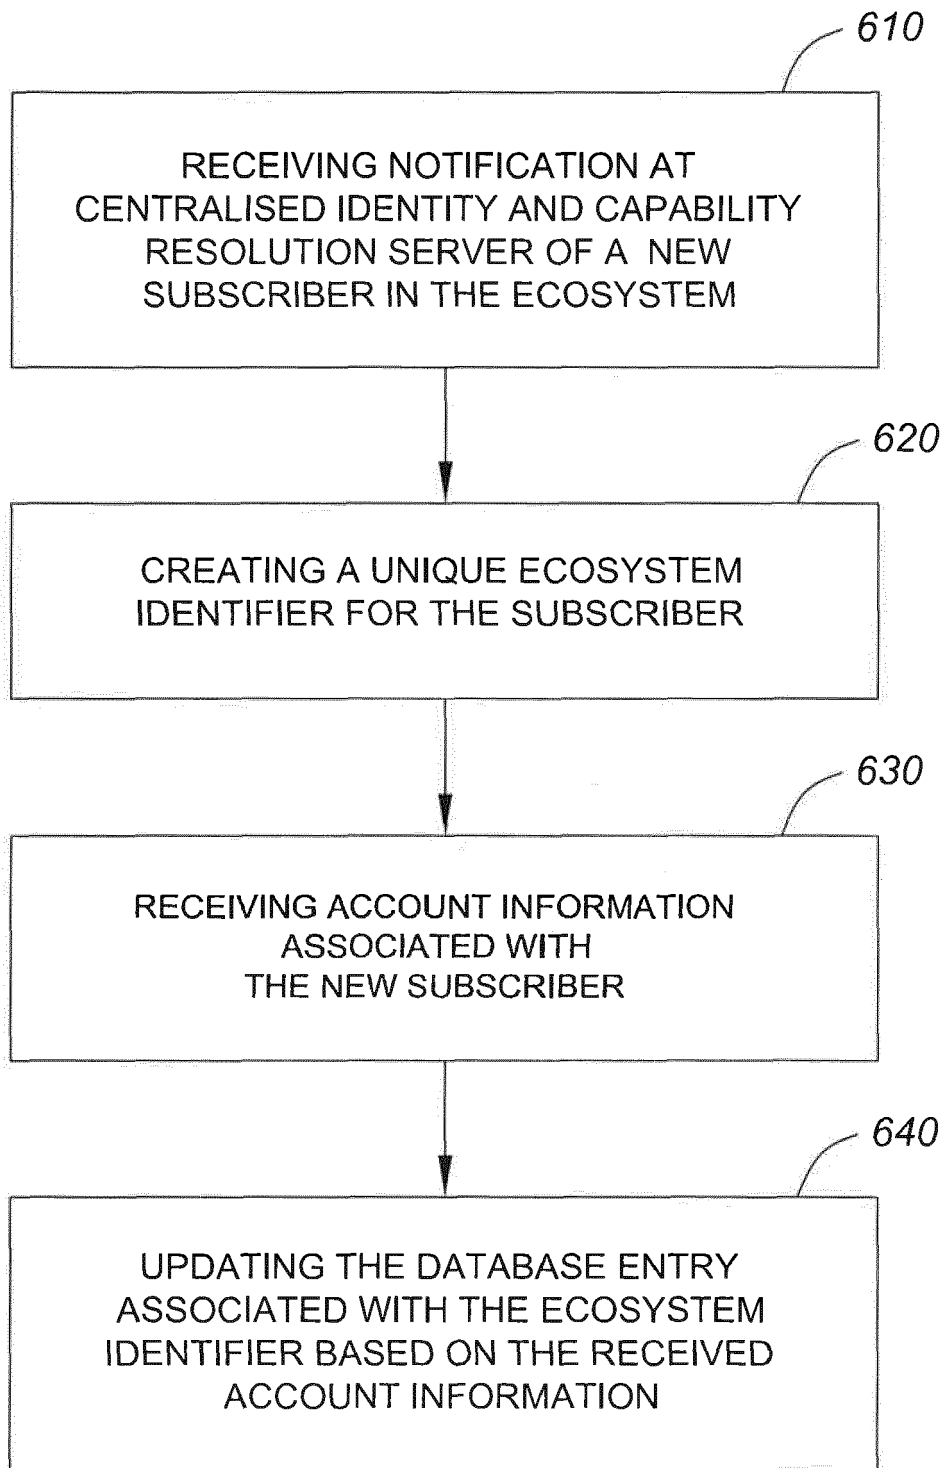 610
RECEIVING NOTIFICATION AT
CENTRALISED IDENTITY AND CAPABILITY
RESOLUTION SERVER OF A NEW
SUBSCRIBER IN THE ECOSYSTEM
620
CREATING A UNIQUE ECOSYSTEM
IDENTIFIER FOR THE SUBSCRIBER
630
RECEIVING ACCOUNT INFORMATION
ASSOCIATED WITH
THE NEW SUBSCRIBER
640
UPDATING THE DATABASE ENTRY
ASSOCIATED WITH THE ECOSYSTEM
IDENTIFIER BASED ON THE RECEIVED
ACCOUNT INFORMATION